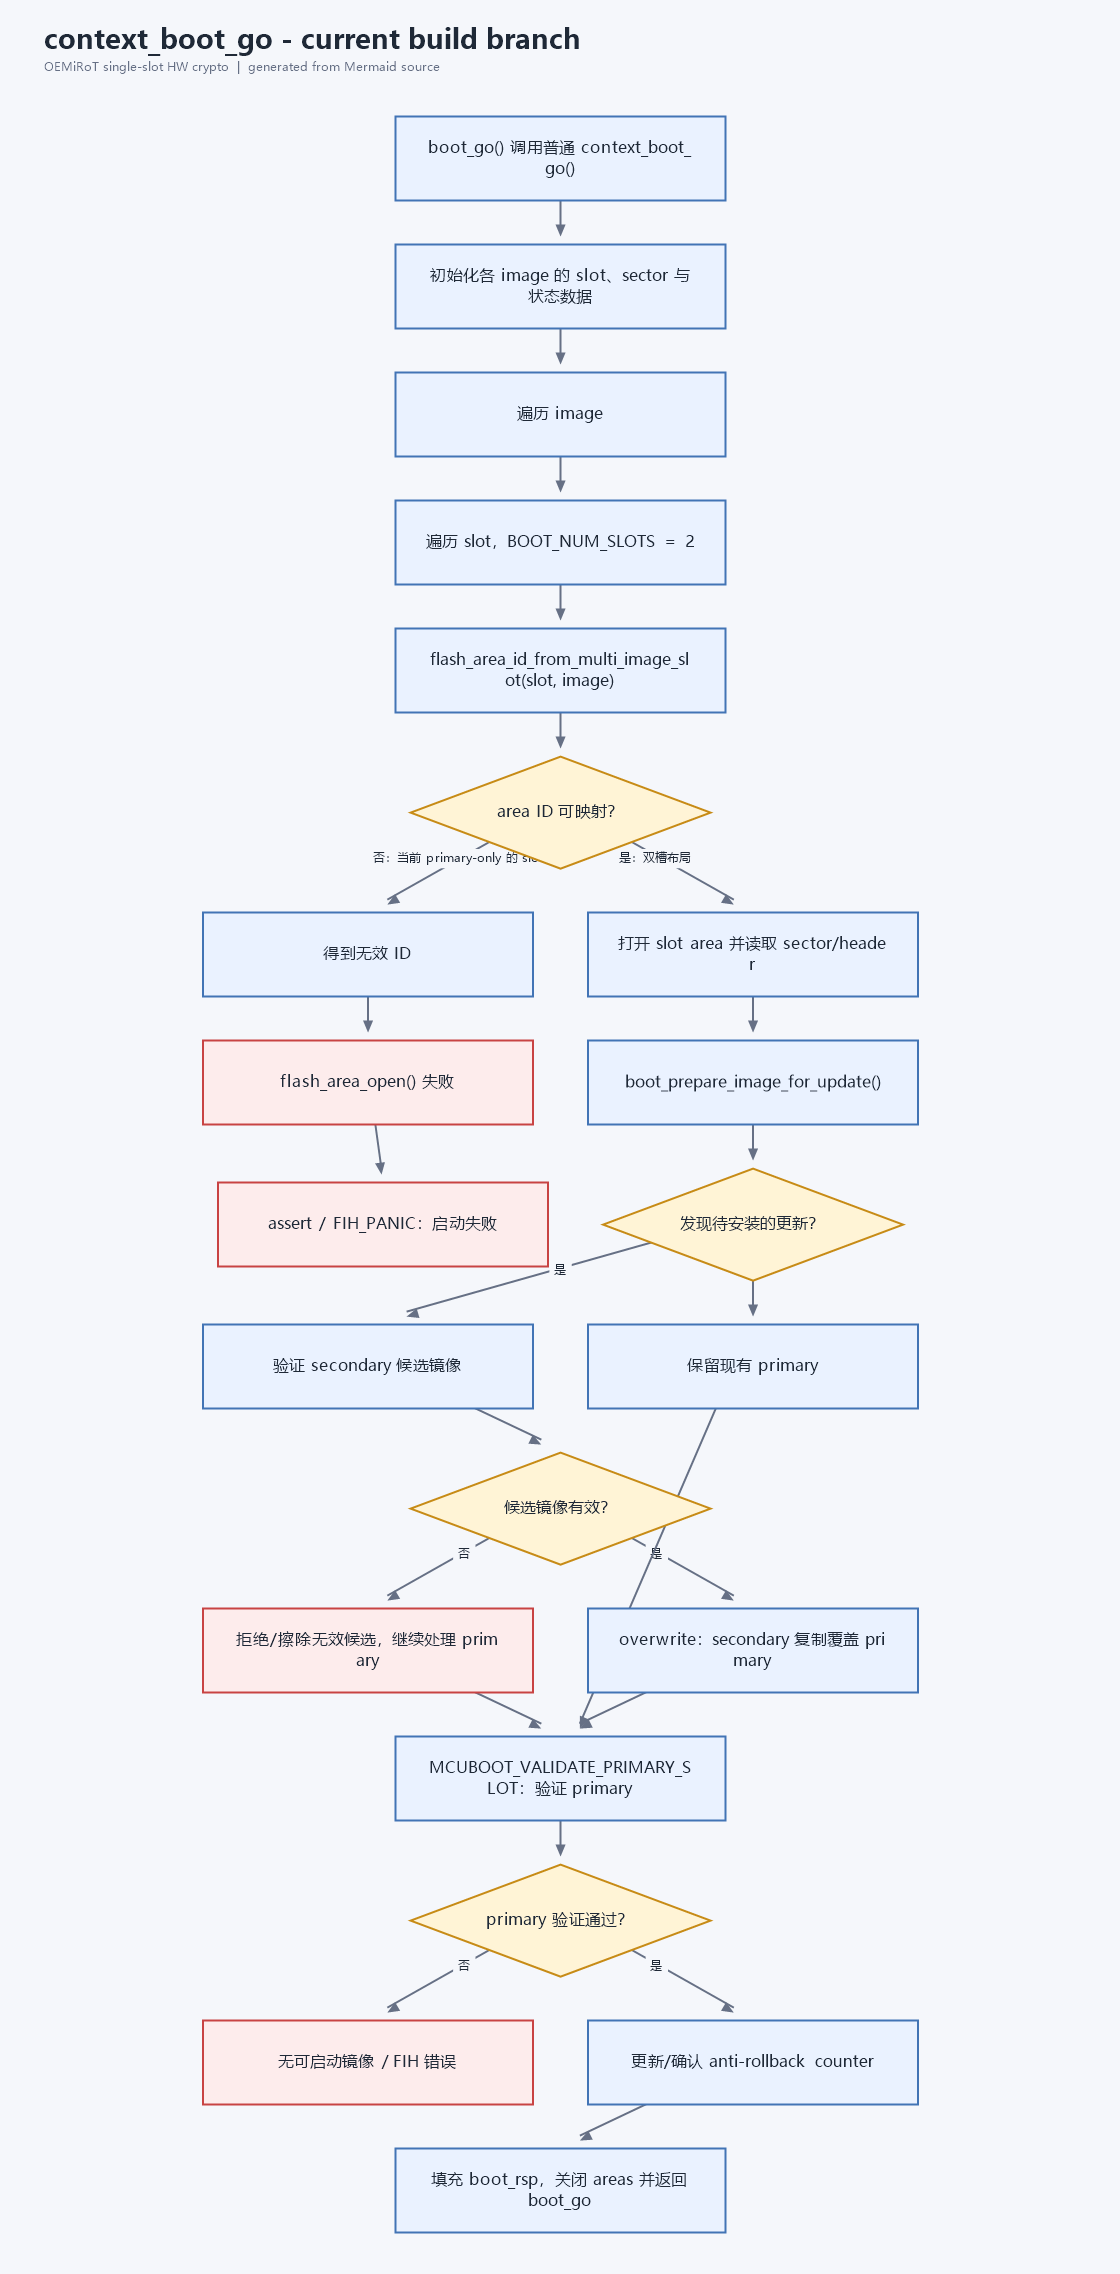 context_boot_go - current build branch
OEMiRoT single-slot HW crypto | generated from Mermaid source
boot_go() 调用普通 context_boot_
go()
初始化各 image 的 slot、sector 与
状态数据
遍历 image
遍历 slot，BOOT_NUM_SLOTS = 2
flash_area_id_from_multi_image_sl
ot(slot, image)
area ID 可映射？
否：当前 primary-only 的
是：双槽布局
得到无效 ID
打开 slot area 并读取 sector/heade
r
flash_area_open() 失败
boot_prepare_image_for_update()
assert / FIH_PANIC：启动失败
发现待安装的更新？
是
验证 secondary 候选镜像
保留现有 primary
候选镜像有效？
否
是
拒绝/擦除无效候选，继续处理 prim
ary
overwrite：secondary 复制覆盖 pri
mary
MCUBOOT_VALIDATE_PRIMARY_S
LOT：验证 primary
primary 验证通过？
否
是
无可启动镜像 / FIH 错误
更新/确认 anti-rollback counter
填充 boot_rsp，关闭 areas 并返回
boot_go